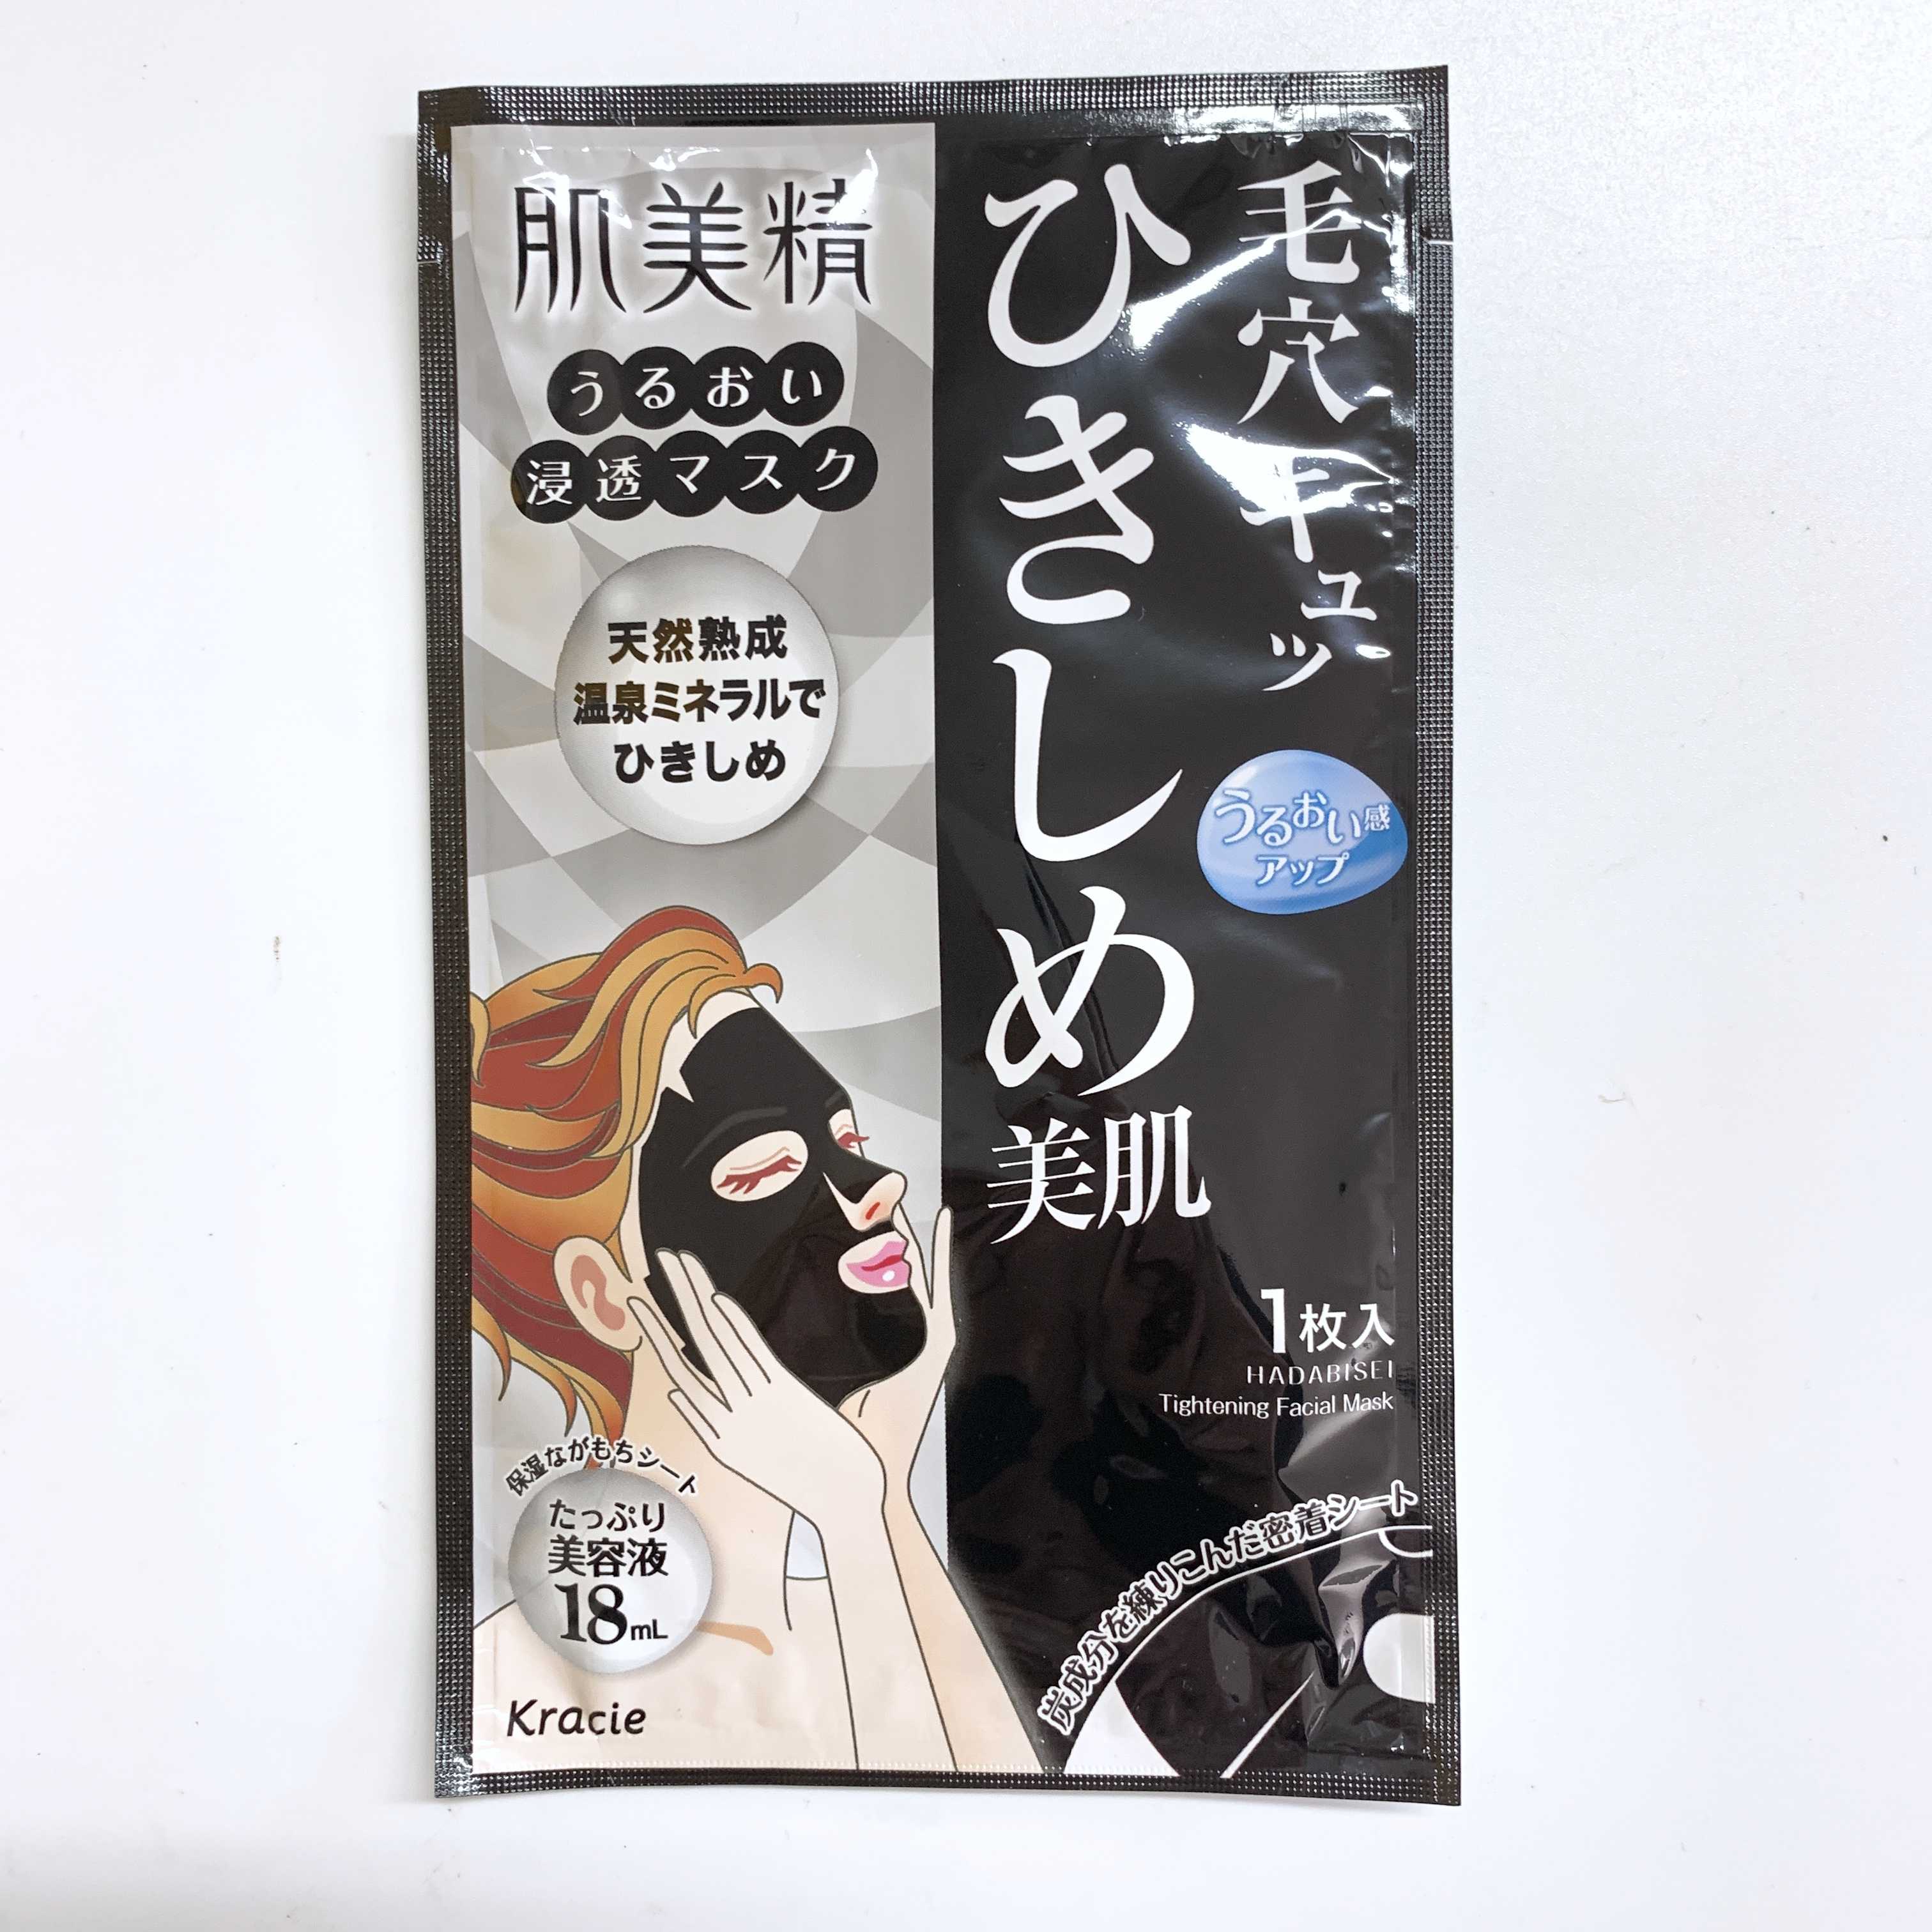 肌美精
うるおい
浸透マスク
天然熟成
温泉ミネラルで
ひきしめ
毛穴キュッ
ひきしめ
美肌
うるおい感
アップ
1枚入
HADABISEI
Tightening Facial Mask
保湿ながもちシート
たっぷり
美容液
18mL
炭成分を練りこんだ密着シート
Kracie